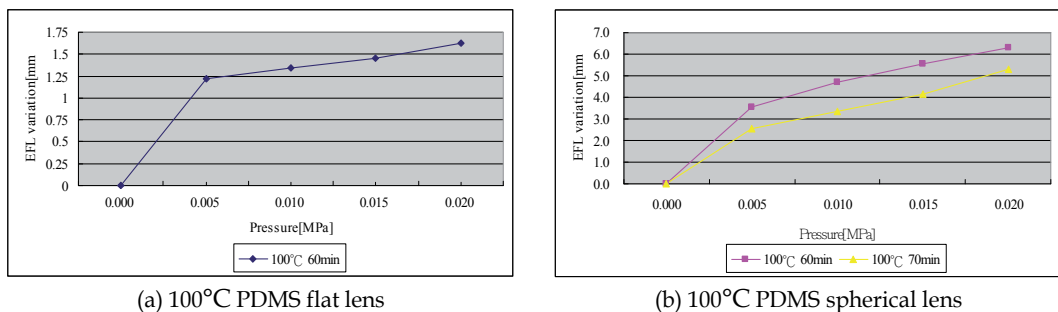 1.75
1.5
1.25
1
0.75
0.5
0.25
0
EFL variation[mm
0.000 0.005 0.010 0.015 0.020
Pressure[MPa]
100℃ 60min
(a) 100°C PDMS flat lens
7.0
6.0
5.0
4.0
3.0
2.0
1.0
0.0
EFL variation[mm
0.000 0.005 0.010 0.015 0.020
Pressure[MPa]
100℃ 60min 100℃ 70min
(b) 100°C PDMS spherical lens